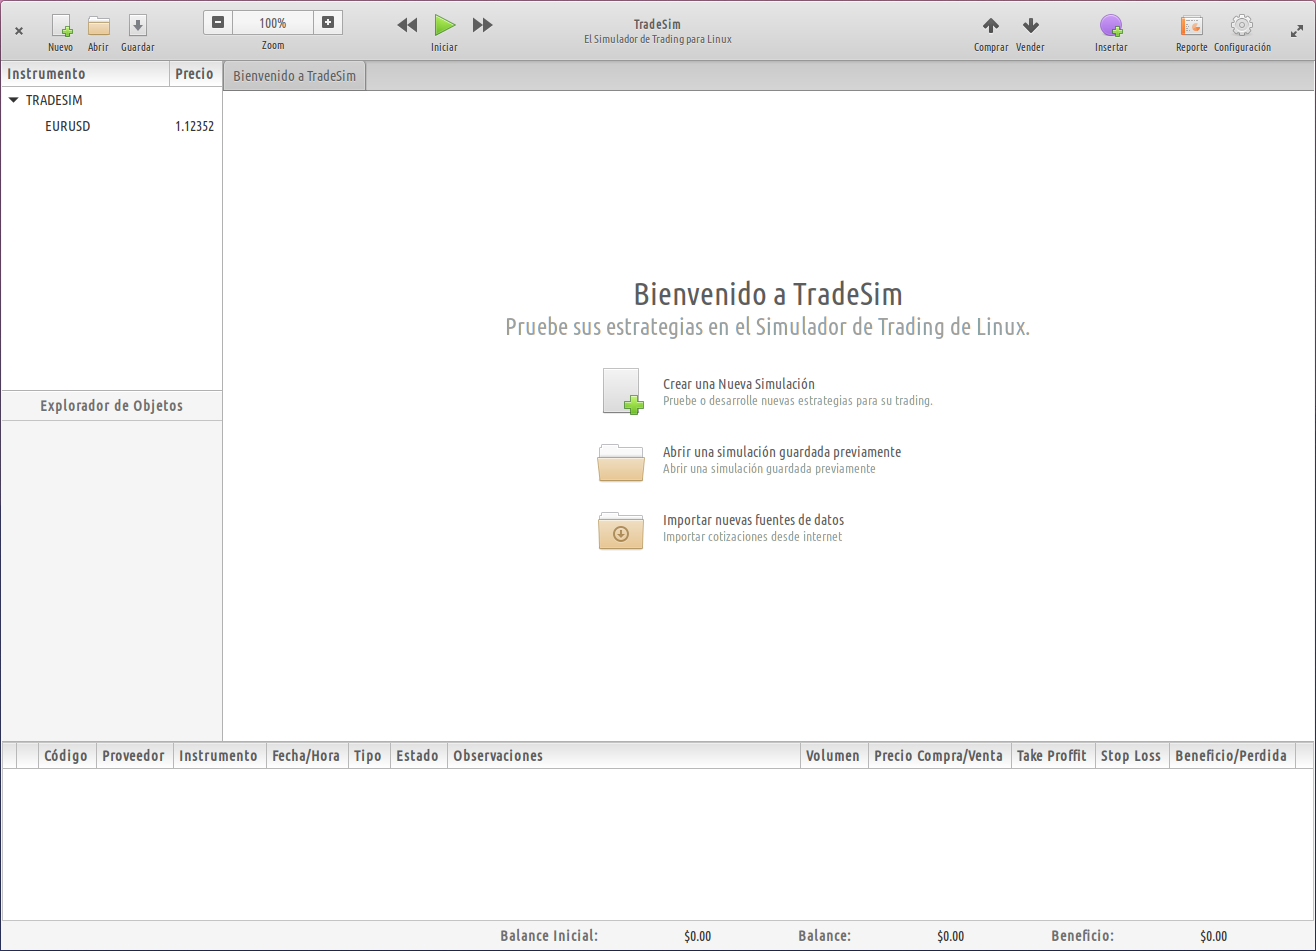 Nuevo Abrir Guardar
100%
Zoom
Iniciar
TradeSim
El Simulador de Trading para Linux
Comprar Vender
Insertar
Reporte Configuración
Instrumento Precio
TRADESIM
EURUSD 1.12352
Explorador de Objetos
Bienvenido a TradeSim
Bienvenido a TradeSim
Pruebe sus estrategias en el Simulador de Trading de Linux.
Crear una Nueva Simulación
Pruebe o desarrolle nuevas estrategias para su trading.
Abrir una simulación guardada previamente
Abrir una simulación guardada previamente
Importar nuevas fuentes de datos
Importar cotizaciones desde internet
Código Proveedor Instrumento Fecha/Hora Tipo Estado Observaciones Volumen Precio Compra/Venta Take Proffit Stop Loss Beneficio/Perdida
Balance Inicial: $0.00 Balance: $0.00 Beneficio: $0.00